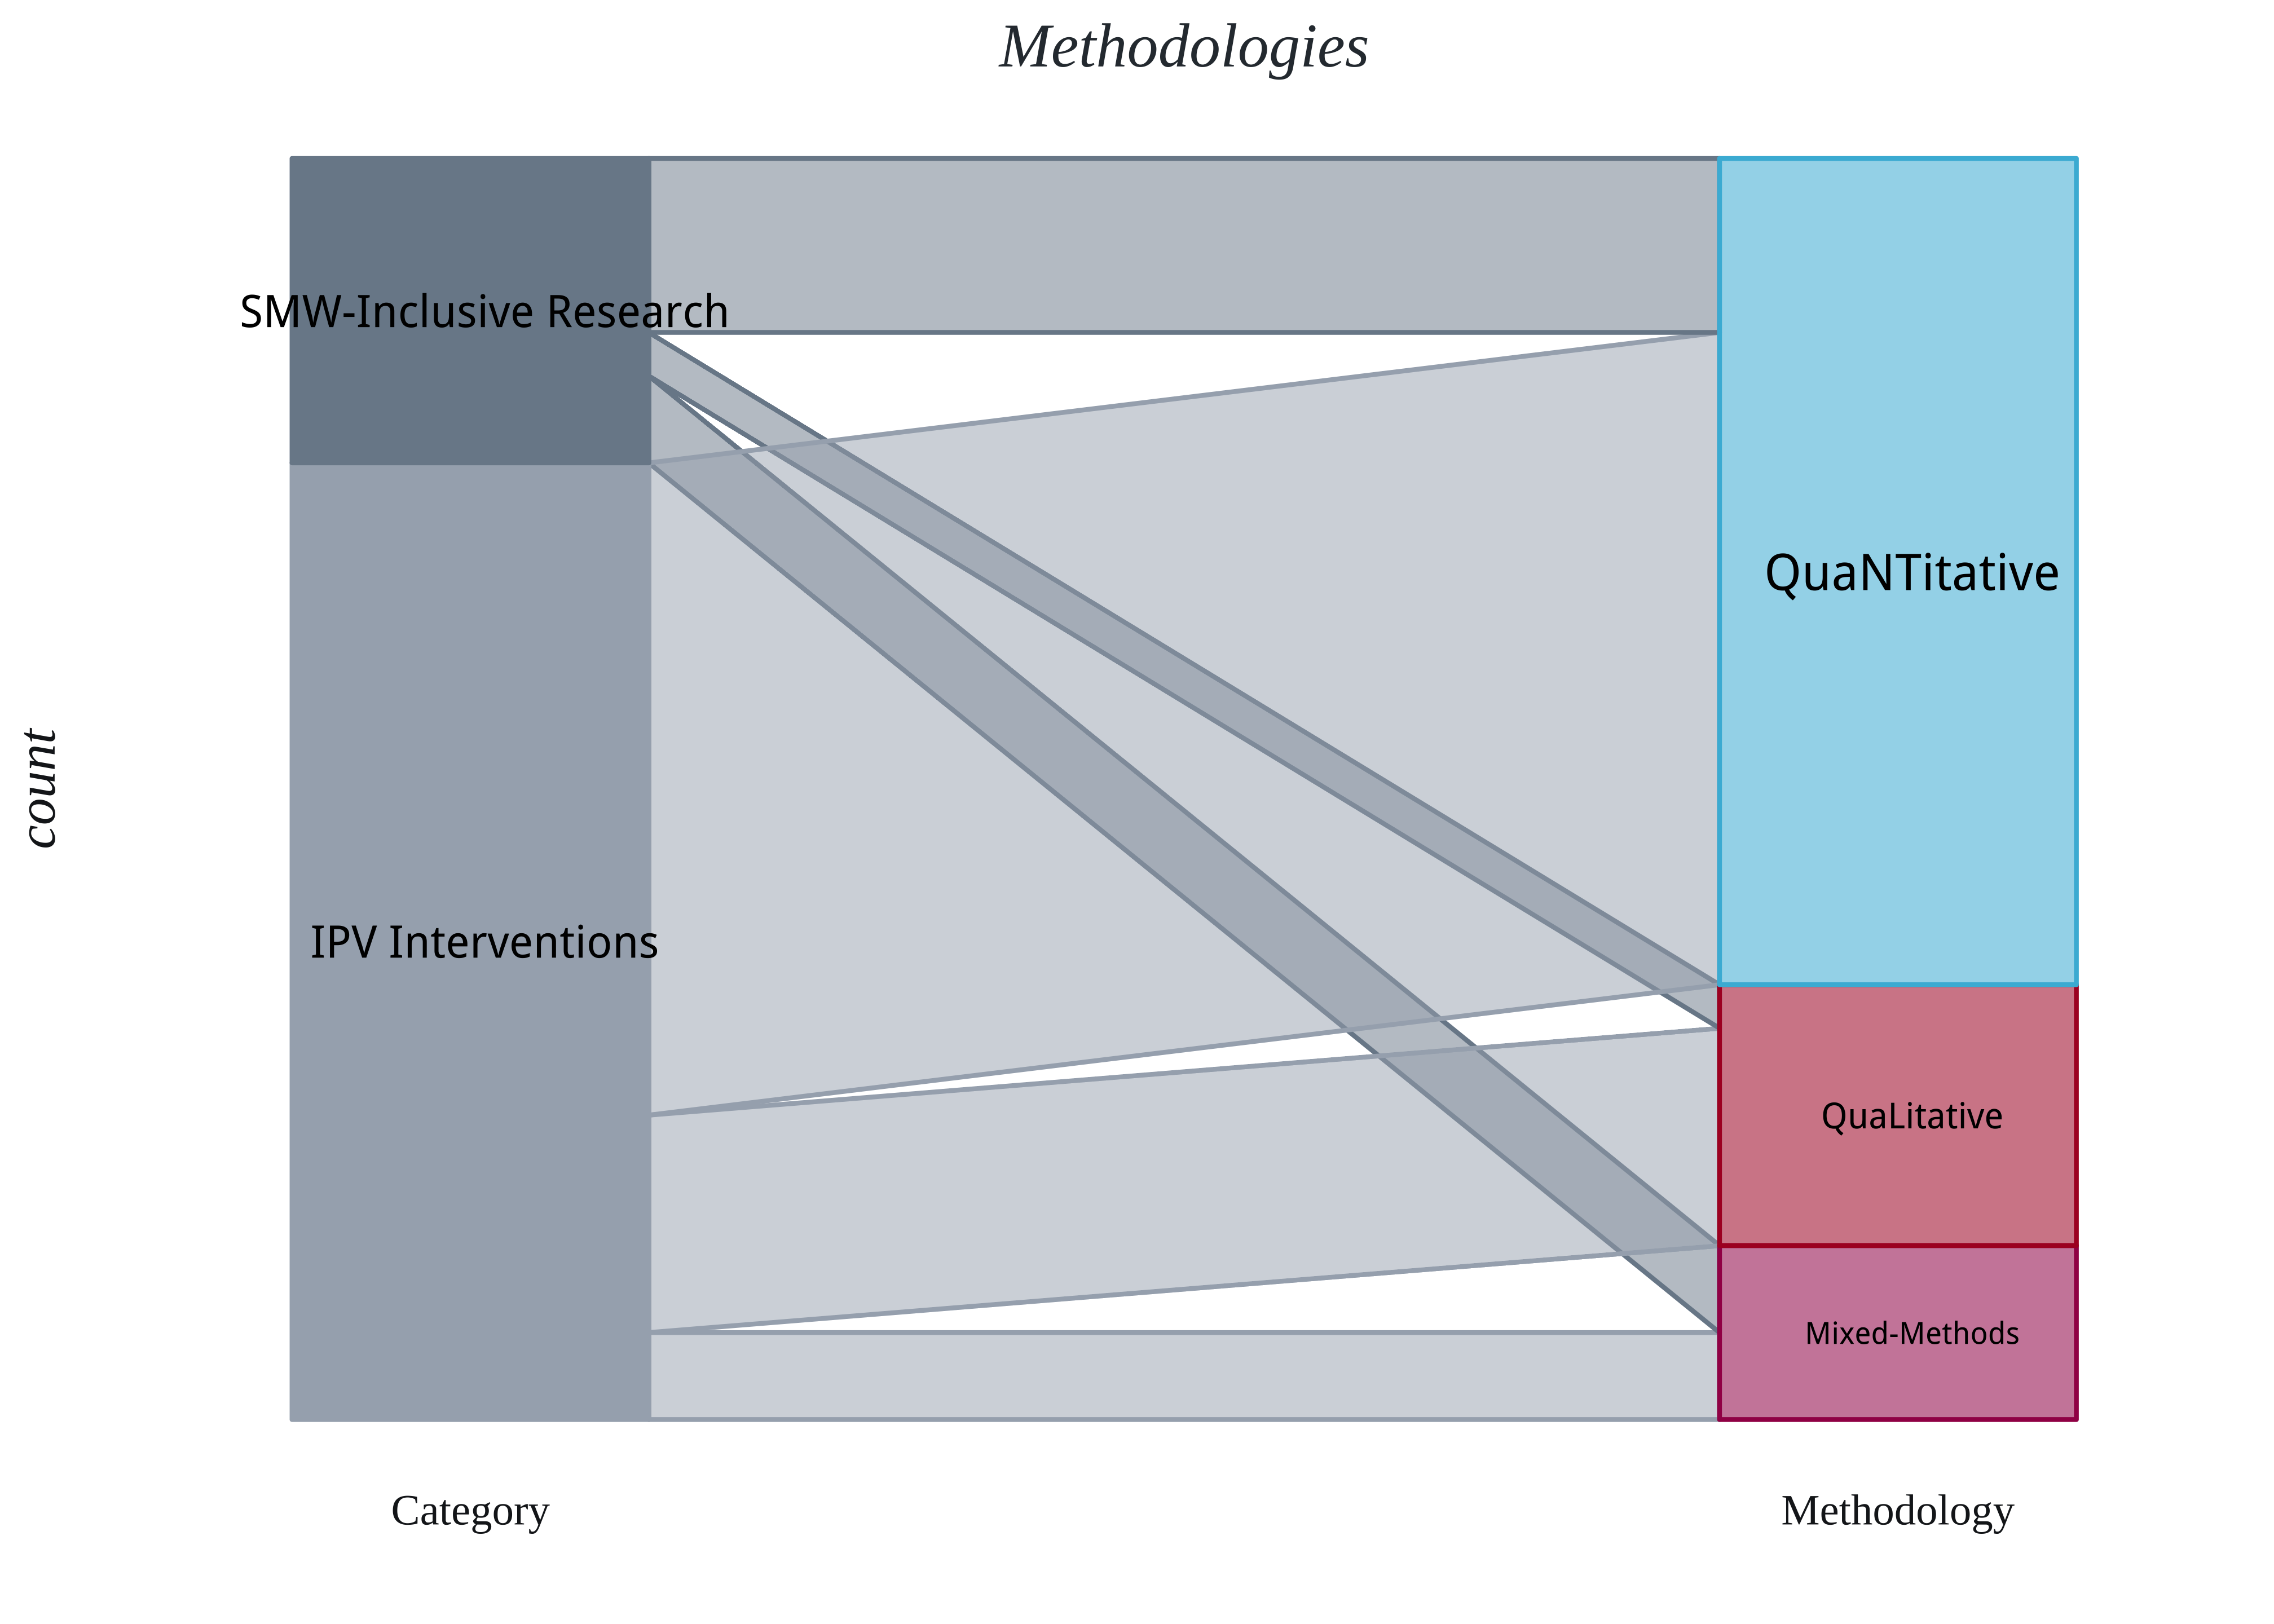 Methodologies
SMW-Inclusive Research
QuaNTitative
count
IPV Interventions
QuaLitative
Mixed-Methods
Category
Methodology